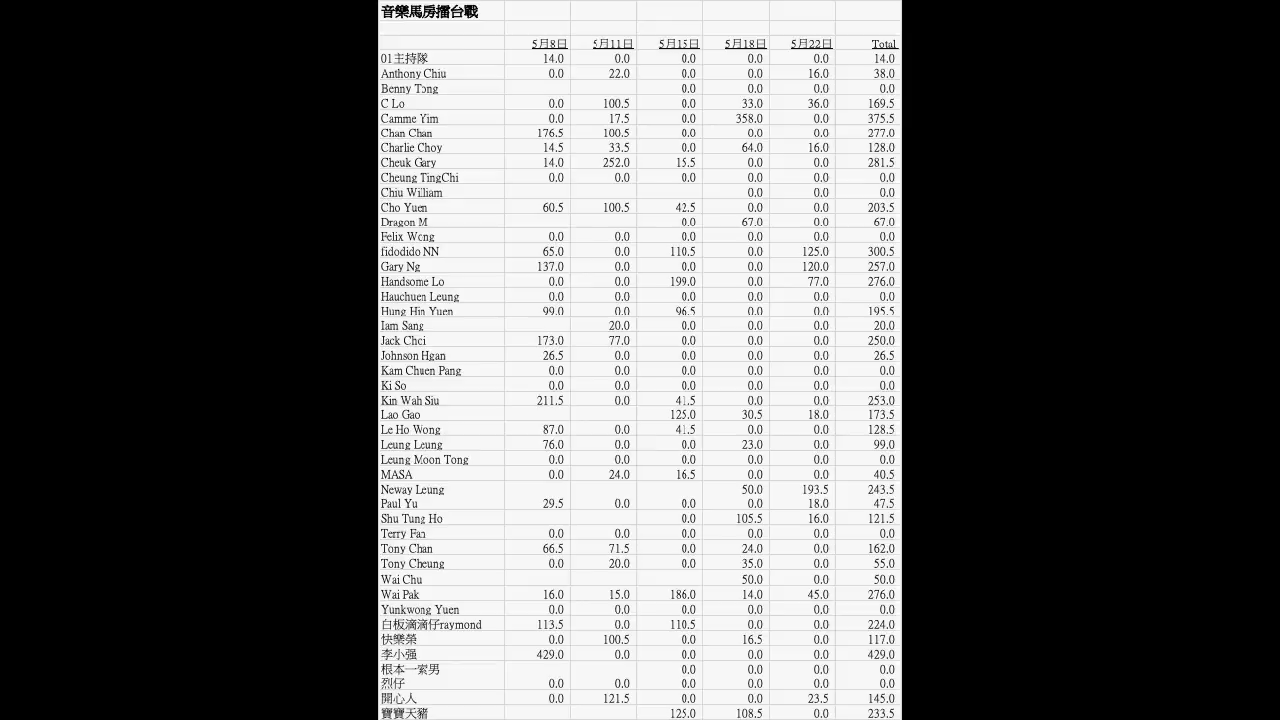 音樂馬房擂台戰
5月8日 5月11日 5月15日 5月18日 5月22日 Total
01主持隊 14.0 0.0 0.0 0.0 0.0 14.0
Anthony Chiu 0.0 22.0 0.0 0.0 16.0 38.0
Benny Tong 0.0 0.0 0.0 0.0
C Lo 0.0 100.5 0.0 33.0 36.0 169.5
Camme Yim 0.0 17.5 0.0 358.0 0.0 375.5
Chan Chan 176.5 100.5 0.0 0.0 0.0 277.0
Charlie Choy 14.5 33.5 0.0 64.0 16.0 128.0
Cheuk Gary 14.0 252.0 15.5 0.0 0.0 281.5
Cheung TingChi 0.0 0.0 0.0 0.0 0.0 0.0
Chiu William 0.0 0.0 0.0
Cho Yuen 60.5 100.5 42.5 0.0 0.0 203.5
Dragon M 0.0 67.0 0.0 67.0
Felix Wong 0.0 0.0 0.0 0.0 0.0 0.0
fidodido NN 65.0 0.0 110.5 0.0 125.0 300.5
Gary Ng 137.0 0.0 0.0 0.0 120.0 257.0
Handsome Lo 0.0 0.0 199.0 0.0 77.0 276.0
Hauchuen Leung 0.0 0.0 0.0 0.0 0.0 0.0
Hung Hin Yuen 99.0 0.0 96.5 0.0 0.0 195.5
Iam Sang 20.0 0.0 0.0 0.0 20.0
Jack Choi 173.0 77.0 0.0 0.0 0.0 250.0
Johnson Hgan 26.5 0.0 0.0 0.0 0.0 26.5
Kam Chuen Pang 0.0 0.0 0.0 0.0 0.0 0.0
Ki So 0.0 0.0 0.0 0.0 0.0 0.0
Kin Wah Siu 211.5 0.0 41.5 0.0 0.0 253.0
Lao Gao 125.0 30.5 18.0 173.5
Le Ho Wong 87.0 0.0 41.5 0.0 0.0 128.5
Leung Leung 76.0 0.0 0.0 23.0 0.0 99.0
Leung Moon Tong 0.0 0.0 0.0 0.0 0.0 0.0
MASA 0.0 24.0 16.5 0.0 0.0 40.5
Neway Leung 50.0 193.5 243.5
Paul Yu 29.5 0.0 0.0 0.0 18.0 47.5
Shu Tung Ho 0.0 105.5 16.0 121.5
Terry Fan 0.0 0.0 0.0 0.0 0.0 0.0
Tony Chan 66.5 71.5 0.0 24.0 0.0 162.0
Tony Cheung 0.0 20.0 0.0 35.0 0.0 55.0
Wai Chu 50.0 0.0 50.0
Wai Pak 16.0 15.0 186.0 14.0 45.0 276.0
Yunkwong Yuen 0.0 0.0 0.0 0.0 0.0 0.0
白板滴滴仔raymond 113.5 0.0 110.5 0.0 0.0 224.0
快樂榮 0.0 100.5 0.0 16.5 0.0 117.0
李小强 429.0 0.0 0.0 0.0 0.0 429.0
根本一索男 0.0 0.0 0.0 0.0
烈仔 0.0 0.0 0.0 0.0 0.0 0.0
開心人 0.0 121.5 0.0 0.0 23.5 145.0
寶寶天豬 125.0 108.5 0.0 233.5